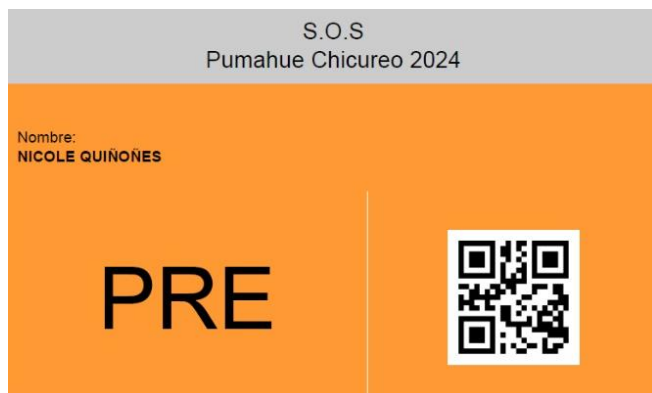 S.O.S
Pumahue Chicureo 2024
Nombre:
NICOLE QUIÑOÑES
PRE